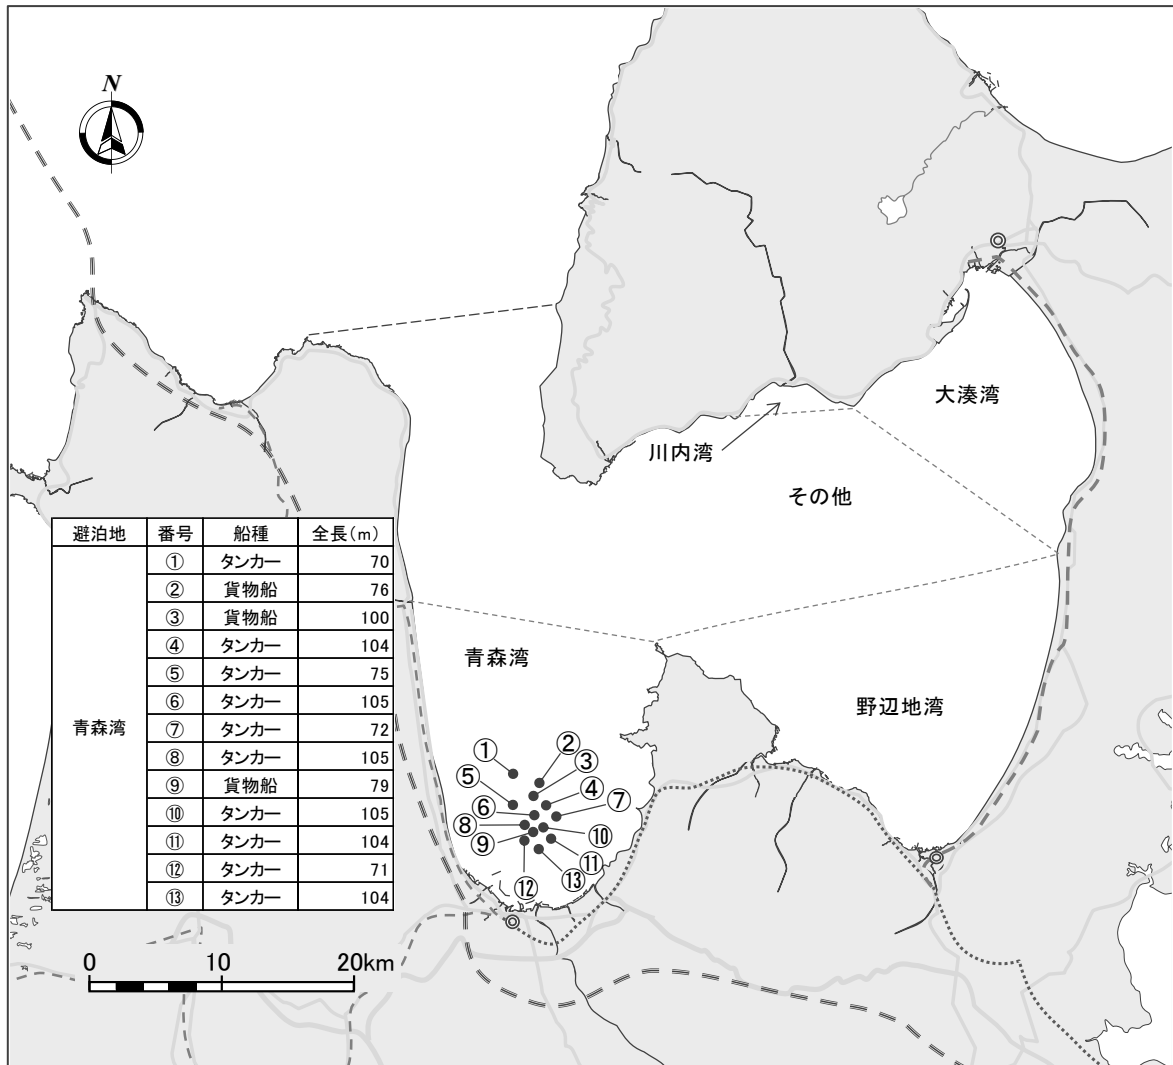 N
大湊湾
川内湾
その他
避泊地 番号 船種 全長(m)
青森湾
① タンカー 70
② 貨物船 76
③ 貨物船 100
④ タンカー 104
⑤ タンカー 75
⑥ タンカー 105
⑦ タンカー 72
⑧ タンカー 105
⑨ 貨物船 79
⑩ タンカー 105
⑪ タンカー 104
⑫ タンカー 71
⑬ タンカー 104
青森湾
野辺地湾
①
②
③
⑤
④
⑥
⑦
⑧
⑨
⑩
⑪
⑫
⑬
0 10 20km